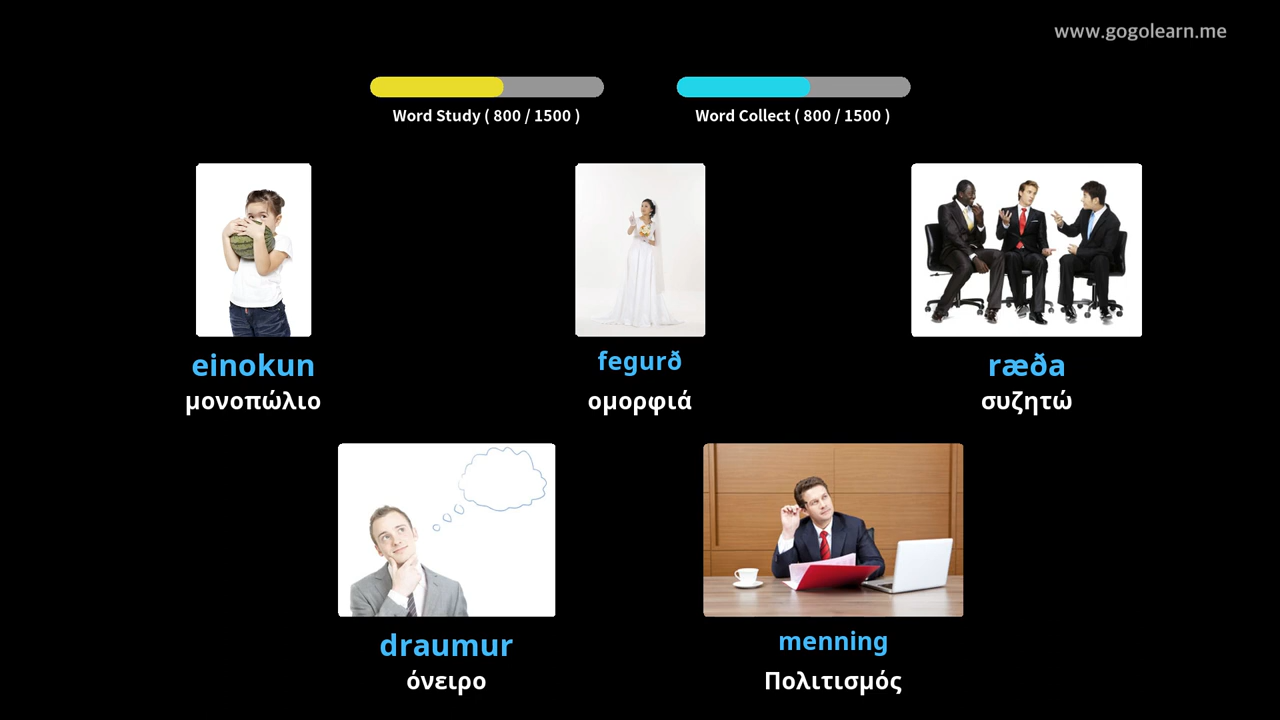 www.gogolearn.me
Word Study ( 800 / 1500 )
Word Collect ( 800 / 1500 )
einokun
μονοπώλιο
fegurð
ομορφιά
ræða
συζητώ
draumur
όνειρο
menning
Πολιτισμός